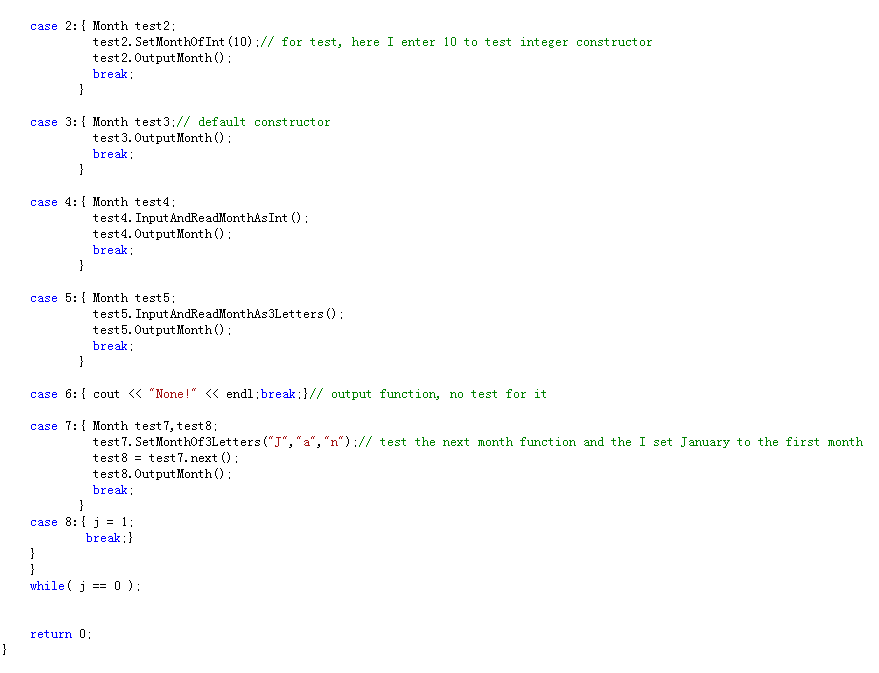 case 2:{ Month test2;
test2.SetMonthOfInt(10);// for test, here I enter 10 to test integer constructor
test2.OutputMonth();
break;
}
case 3:{ Month test3;// default constructor
test3.OutputMonth();
break;
}
case 4:{ Month test4;
test4.InputAndReadMonthAsInt();
test4.OutputMonth();
break;
}
case 5:{ Month test5;
test5.InputAndReadMonthAs3Letters();
test5.OutputMonth();
break;
}
case 6:{ cout << "None!" << endl;break;}// output function, no test for it
case 7:{ Month test7,test8;
test7.SetMonthOf3Letters("J","a","n");// test the next month function and the I set January to the first month
test8 = test7.next();
test8.OutputMonth();
break;
}
case 8:{ j = 1;
break;}
}
}
while( j == 0 );
return 0;
}